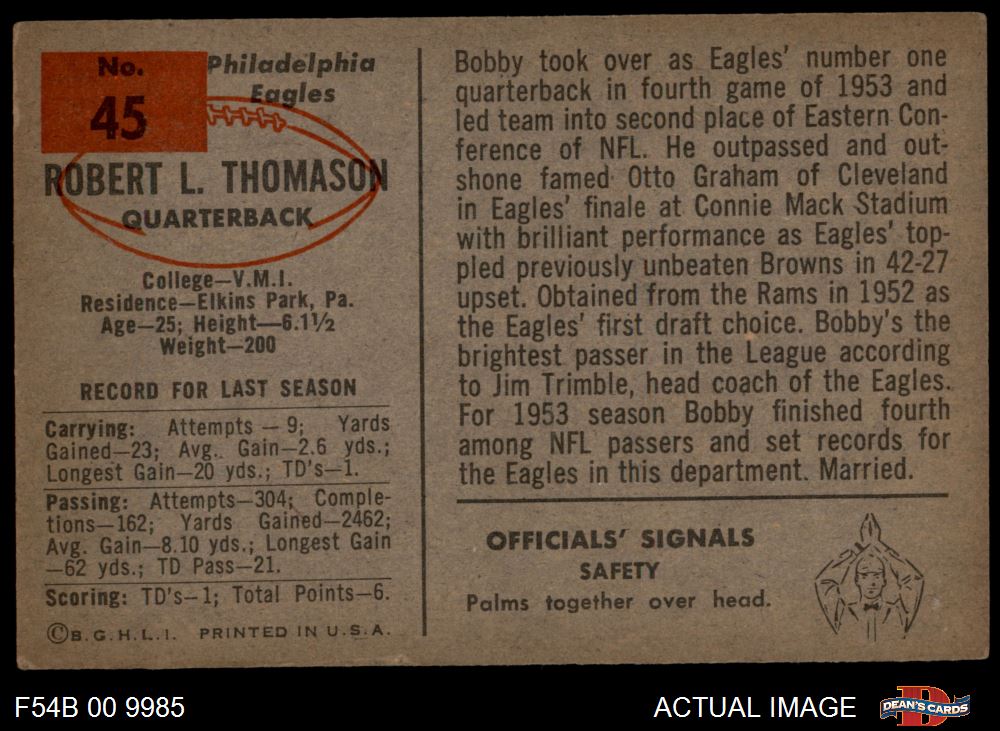 No.
45
Philadelphia
Eagles
ROBERT L. THOMASON
QUARTERBACK
College—V.M.I.
Residence—Elkins Park, Pa.
Age—25; Height—6.1½
Weight—200
RECORD FOR LAST SEASON
Carrying: Attempts — 9; Yards
Gained—23; Avg. Gain—2.6 yds.;
Longest Gain—20 yds.; TD's—1.
Passing: Attempts—304; Comple-
tions—162; Yards Gained—2462;
Avg. Gain—8.10 yds.; Longest Gain
—62 yds.; TD Pass—21.
Scoring: TD's—1; Total Points—6.
©B.G.H.L.I. PRINTED IN U.S.A.
Bobby took over as Eagles' number one
quarterback in fourth game of 1953 and
led team into second place of Eastern Con-
ference of NFL. He outpassed and out-
shone famed Otto Graham of Cleveland
in Eagles' finale at Connie Mack Stadium
with brilliant performance as Eagles' top-
pled previously unbeaten Browns in 42-27
upset. Obtained from the Rams in 1952 as
the Eagles' first draft choice. Bobby's the
brightest passer in the League according
to Jim Trimble, head coach of the Eagles.
For 1953 season Bobby finished fourth
among NFL passers and set records for
the Eagles in this department. Married.
OFFICIALS' SIGNALS
SAFETY
Palms together over head.
F54B 00 9985
ACTUAL IMAGE
D
DEAN'S CARDS